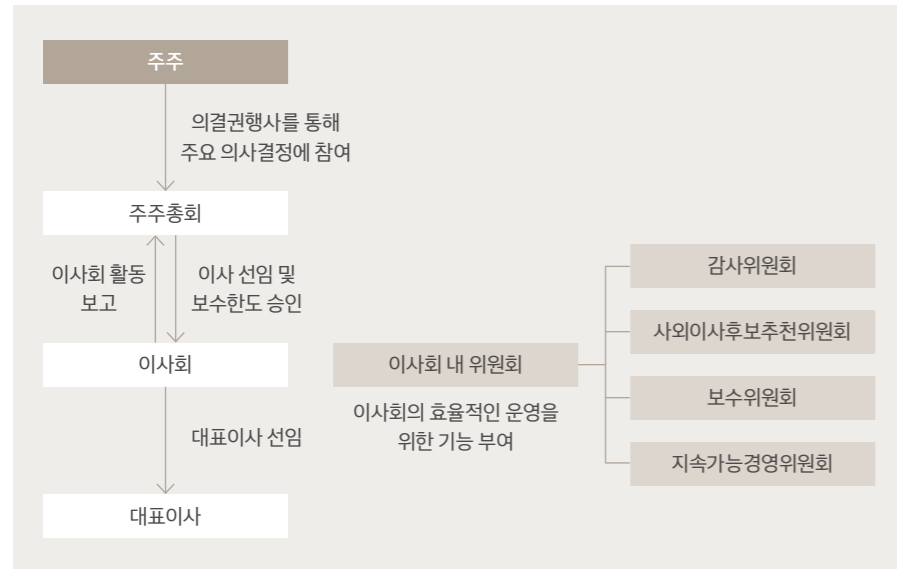 주주
의결권행사를 통해
주요 의사결정에 참여
주주총회
이사회 활동
보고
이사 선임 및
보수한도 승인
이사회
대표이사 선임
대표이사
이사회 내 위원회
이사회의 효율적인 운영을
위한 기능 부여
감사위원회
사외이사후보추천위원회
보수위원회
지속가능경영위원회